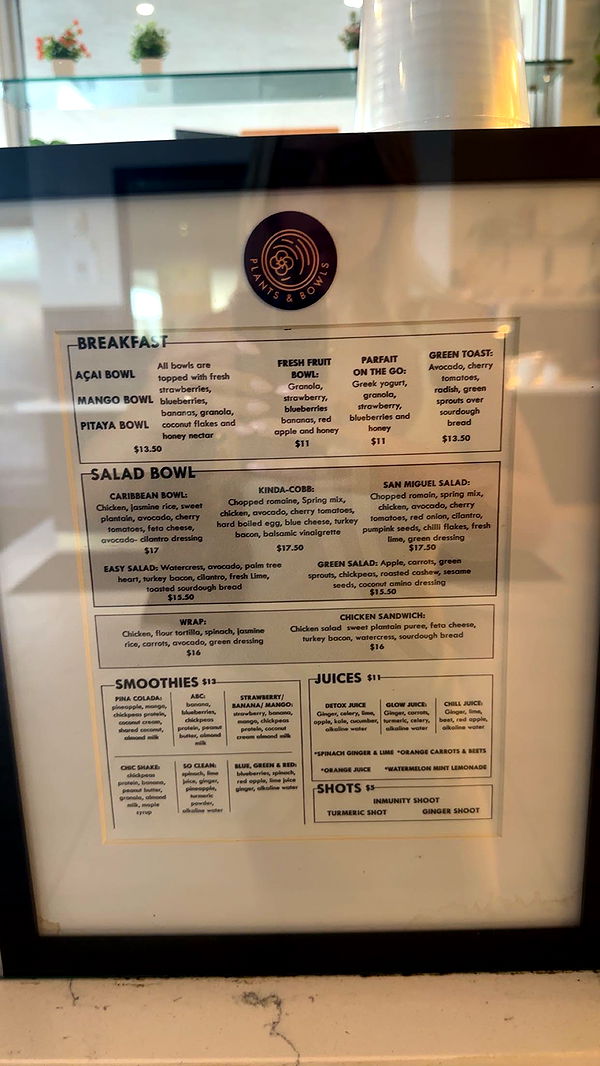 PLANTS & BOWLS
BREAKFAST
AÇAI BOWL
MANGO BOWL
PITAYA BOWL
All bowls are
topped with fresh
strawberries,
blueberries,
bananas, granola,
coconut flakes and
honey nectar
$13.50
FRESH FRUIT
BOWL:
Granola,
strawberry,
blueberries
bananas, red
apple and honey
$11
PARFAIT
ON THE GO:
Greek yogurt,
granola,
strawberry,
blueberries and
honey
$11
GREEN TOAST:
Avocado, cherry
tomatoes,
radish, green
sprouts over
sourdough
bread
$13.50
SALAD BOWL
CARIBBEAN BOWL:
Chicken, jasmine rice, sweet
plantain, avocado, cherry
tomatoes, feta cheese,
avocado- cilantro dressing
$17
KINDA-COBB:
Chopped romaine, Spring mix,
chicken, avocado, cherry tomatoes,
hard boiled egg, blue cheese, turkey
bacon, balsamic vinaigrette
$17.50
SAN MIGUEL SALAD:
Chopped romain, spring mix,
chicken, avocado, cherry
tomatoes, red onion, cilantro,
pumpink seeds, chilli flakes, fresh
lime, green dressing
$17.50
EASY SALAD: Watercress, avocado, palm tree
heart, turkey bacon, cilantro, fresh Lime,
toasted sourdough bread
$15.50
GREEN SALAD: Apple, carrots, green
sprouts, chickpeas, roasted cashew, sesame
seeds, coconut amino dressing
$15.50
WRAP:
Chicken, flour tortilla, spinach, jasmine
rice, carrots, avocado, green dressing
$16
CHICKEN SANDWICH:
Chicken salad sweet plantain puree, feta cheese,
turkey bacon, watercress, sourdough bread
$16
SMOOTHIES $13
PINA COLADA:
pineapple, mango,
chickpeas protein,
coconut cream,
shared coconut,
almond milk
ABC:
banana,
blueberries,
chickpeas
protein, peanut
butter, almond
milk
STRAWBERRY/
BANANA/ MANGO:
strawberry, banana,
mango, chickpeas
protein, coconut
cream almond milk
CHIC SHAKE:
chickpeas
protein, banana,
peanut butter,
granola, almond
milk, maple
syrup
SO CLEAN:
spinach, lime
juice, ginger,
pineapple,
turmeric
powder,
alkaline water
BLUE, GREEN & RED:
blueberries, spinach,
red apple, lime juice
ginger, alkaline water
JUICES $11
DETOX JUICE
Ginger, celery, lime,
apple, kale, cucumber,
alkaline water
GLOW JUICE:
Ginger, carrots,
turmeric, celery,
alkaline water
CHILL JUICE:
Ginger, lime,
beet, red apple,
alkaline water
*SPINACH GINGER & LIME *ORANGE CARROTS & BEETS
*ORANGE JUICE *WATERMELON MINT LEMONADE
SHOTS $5
INMUNITY SHOOT
TURMERIC SHOT GINGER SHOOT